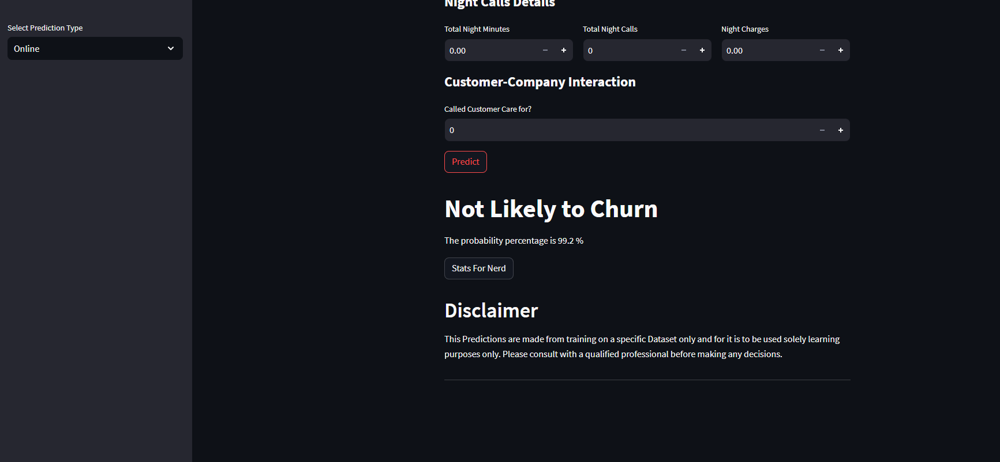 Select Prediction Type
Online
Night Calls Details
Total Night Minutes
Total Night Calls
Night Charges
0.00
0
0.00
Customer-Company Interaction
Called Customer Care for?
0
Predict
Not Likely to Churn
The probability percentage is 99.2 %
Stats For Nerd
Disclaimer
This Predictions are made from training on a specific Dataset only and for it is to be used solely learning
purposes only. Please consult with a qualified professional before making any decisions.